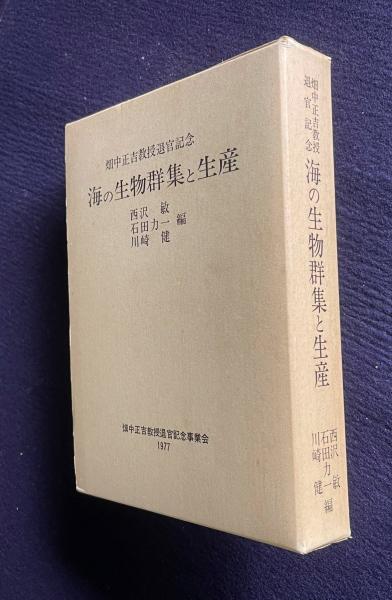 畑中正吉教授退官記念
海の生物群集と生産
西沢 敏
石田力一 編
川崎 健
畑中正吉教授退官記念事業会
1977
畑中正吉教授
退官記念
海の生物群集と生産
西沢 敏
石田力一 編
川崎 健